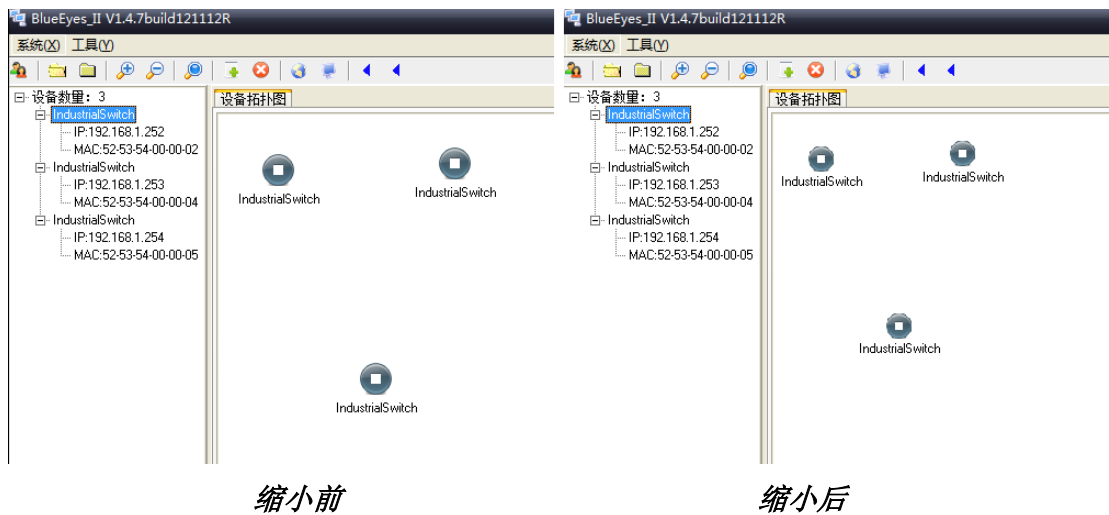 BlueEyes_II V1.4.7build121112R
系统(X) 工具(Y)
设备数量: 3
IndustrialSwitch
IP:192.168.1.252
MAC:52-53-54-00-00-02
IndustrialSwitch
IP:192.168.1.253
MAC:52-53-54-00-00-04
IndustrialSwitch
IP:192.168.1.254
MAC:52-53-54-00-00-05
设备拓扑图
IndustrialSwitch
IndustrialSwitch
IndustrialSwitch
缩小前
BlueEyes_II V1.4.7build121112R
系统(X) 工具(Y)
设备数量: 3
IndustrialSwitch
IP:192.168.1.252
MAC:52-53-54-00-00-02
IndustrialSwitch
IP:192.168.1.253
MAC:52-53-54-00-00-04
IndustrialSwitch
IP:192.168.1.254
MAC:52-53-54-00-00-05
设备拓扑图
IndustrialSwitch
IndustrialSwitch
IndustrialSwitch
缩小后